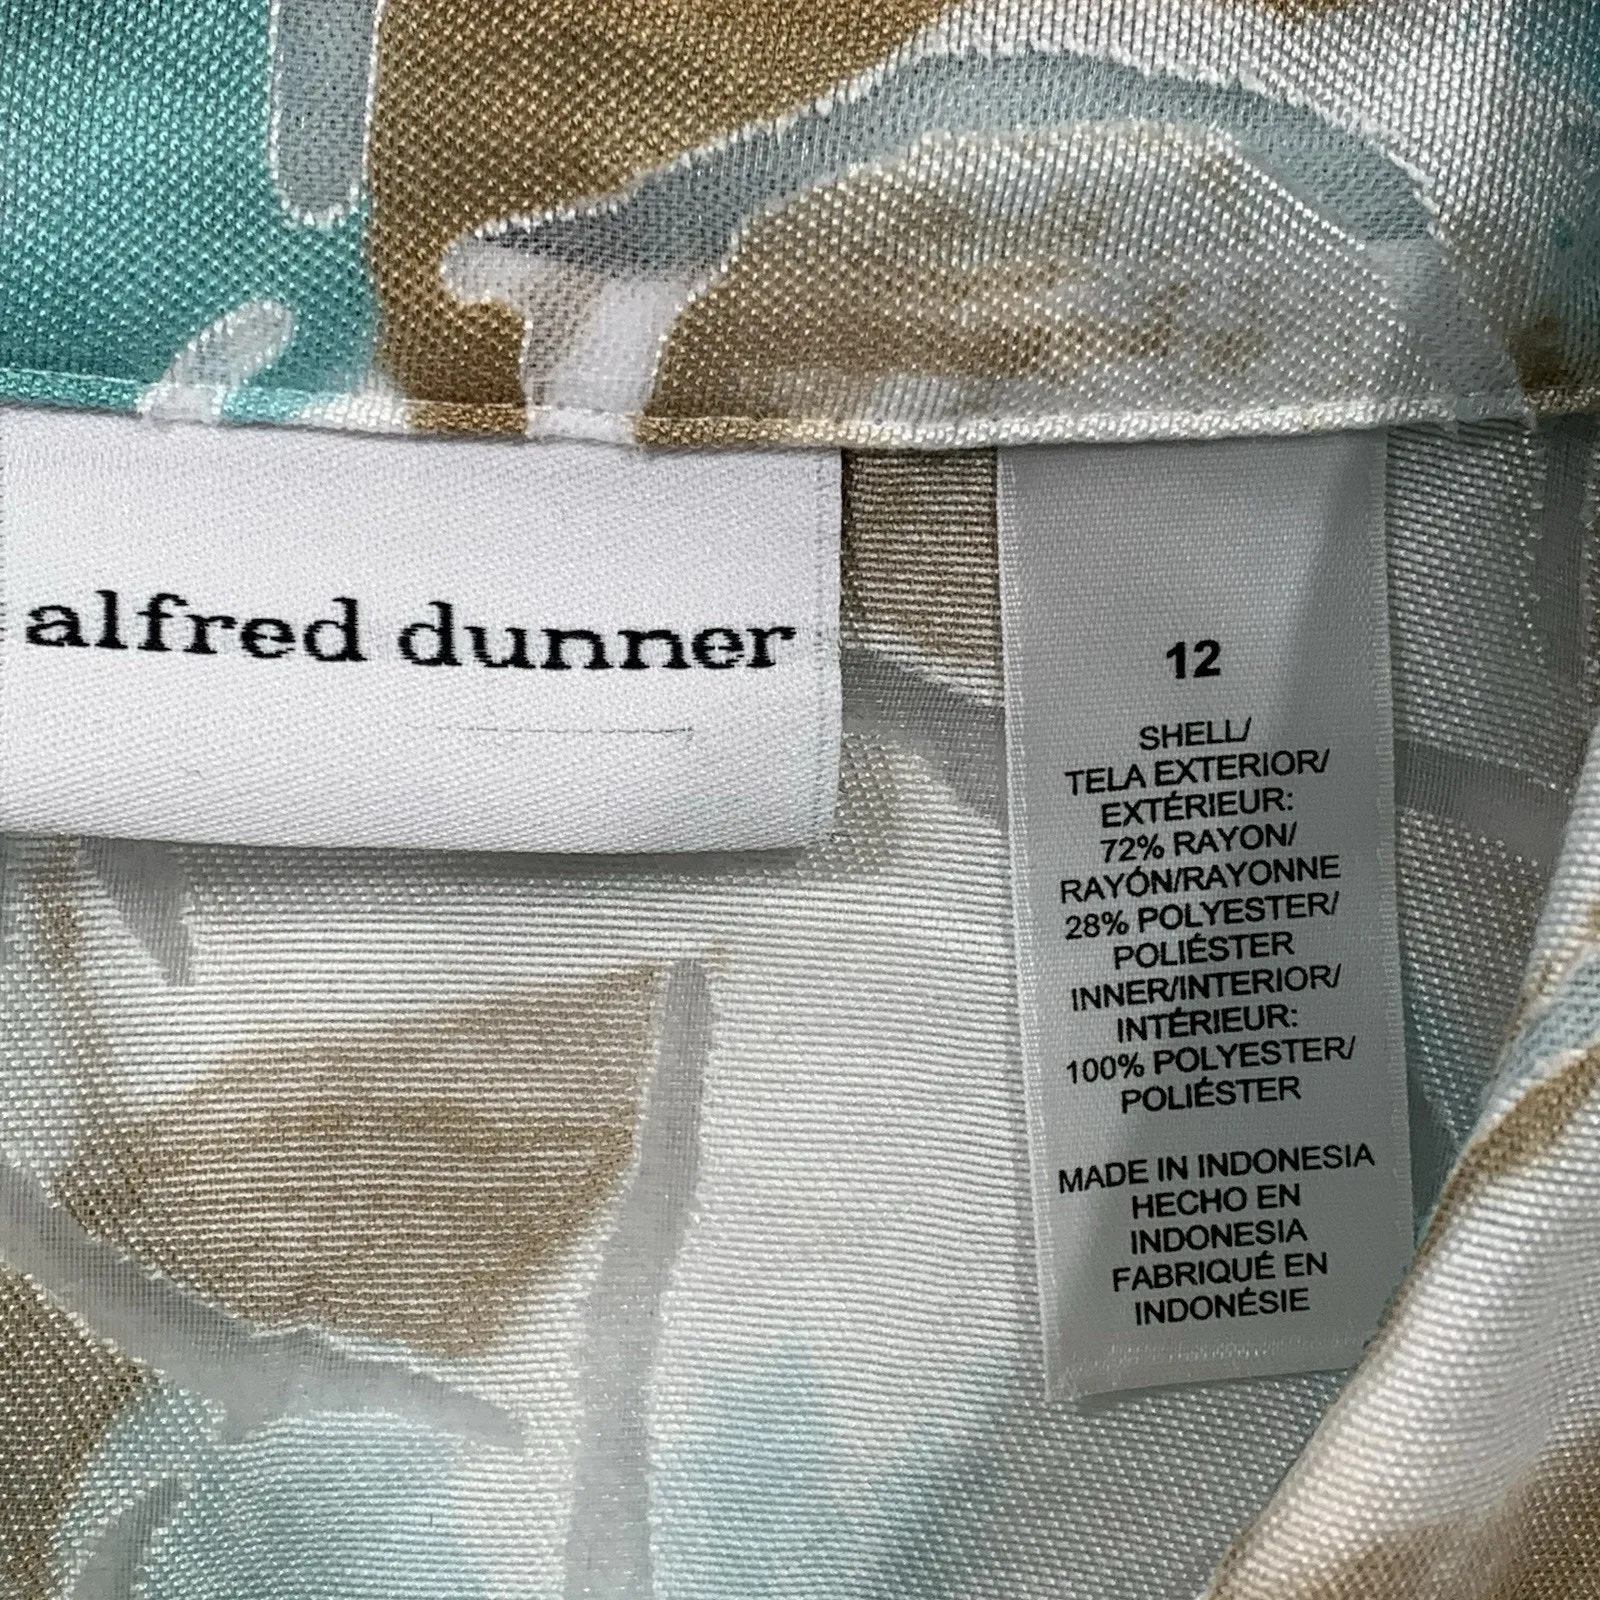 alfred dunner
12
SHELL/
TELA EXTERIOR/
EXTÉRIEUR:
72% RAYON/
RAYÓN/RAYONNE
28% POLYESTER/
POLIÉSTER
INNER/INTERIOR/
INTÉRIEUR:
100% POLYESTER/
POLIÉSTER
MADE IN INDONESIA
HECHO EN
INDONESIA
FABRIQUÉ EN
INDONÉSIE